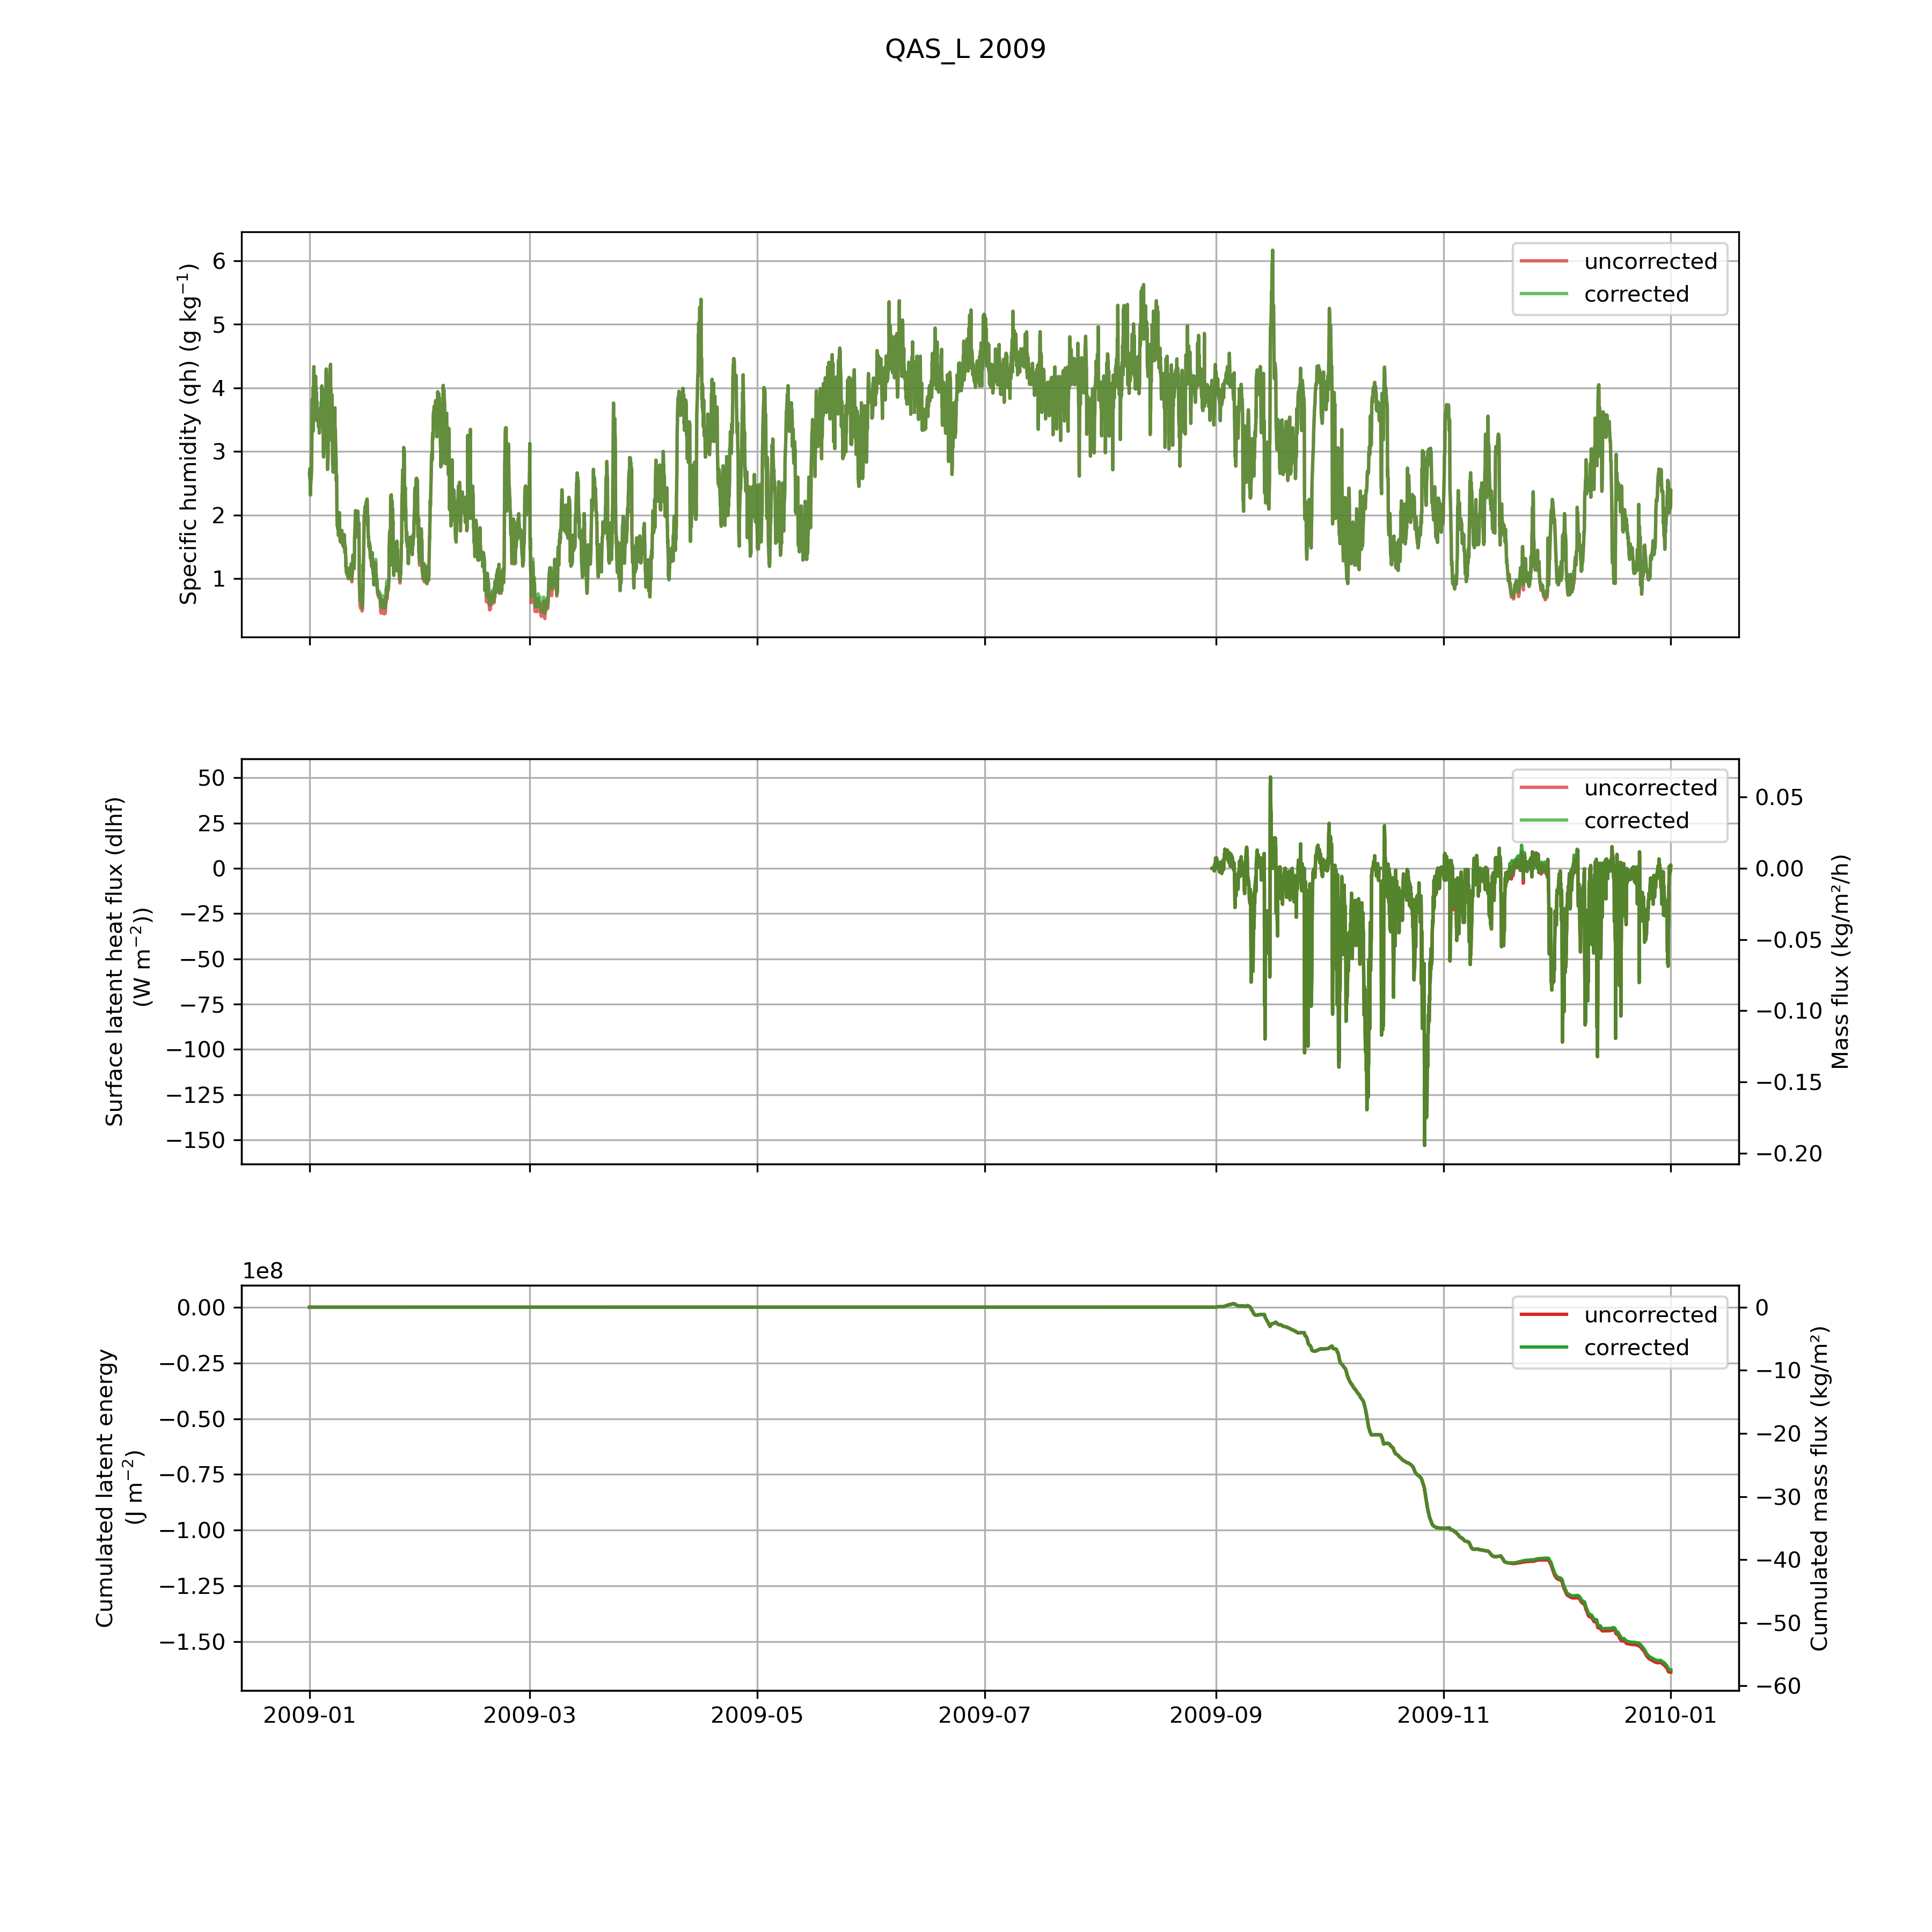 QAS_L 2009
Specific humidity (qh) (g kg⁻¹)
6
5
4
3
2
1
uncorrected
corrected
Surface latent heat flux (dlhf)
(W m⁻²))
50
25
0
−25
−50
−75
−100
−125
−150
uncorrected
corrected
0.05
0.00
−0.05
−0.10
−0.15
−0.20
Mass flux (kg/m²/h)
1e8
Cumulated latent energy
(J m⁻²)
0.00
−0.25
−0.50
−0.75
−1.00
−1.25
−1.50
uncorrected
corrected
0
−10
−20
−30
−40
−50
−60
Cumulated mass flux (kg/m²)
2009-01 2009-03 2009-05 2009-07 2009-09 2009-11 2010-01